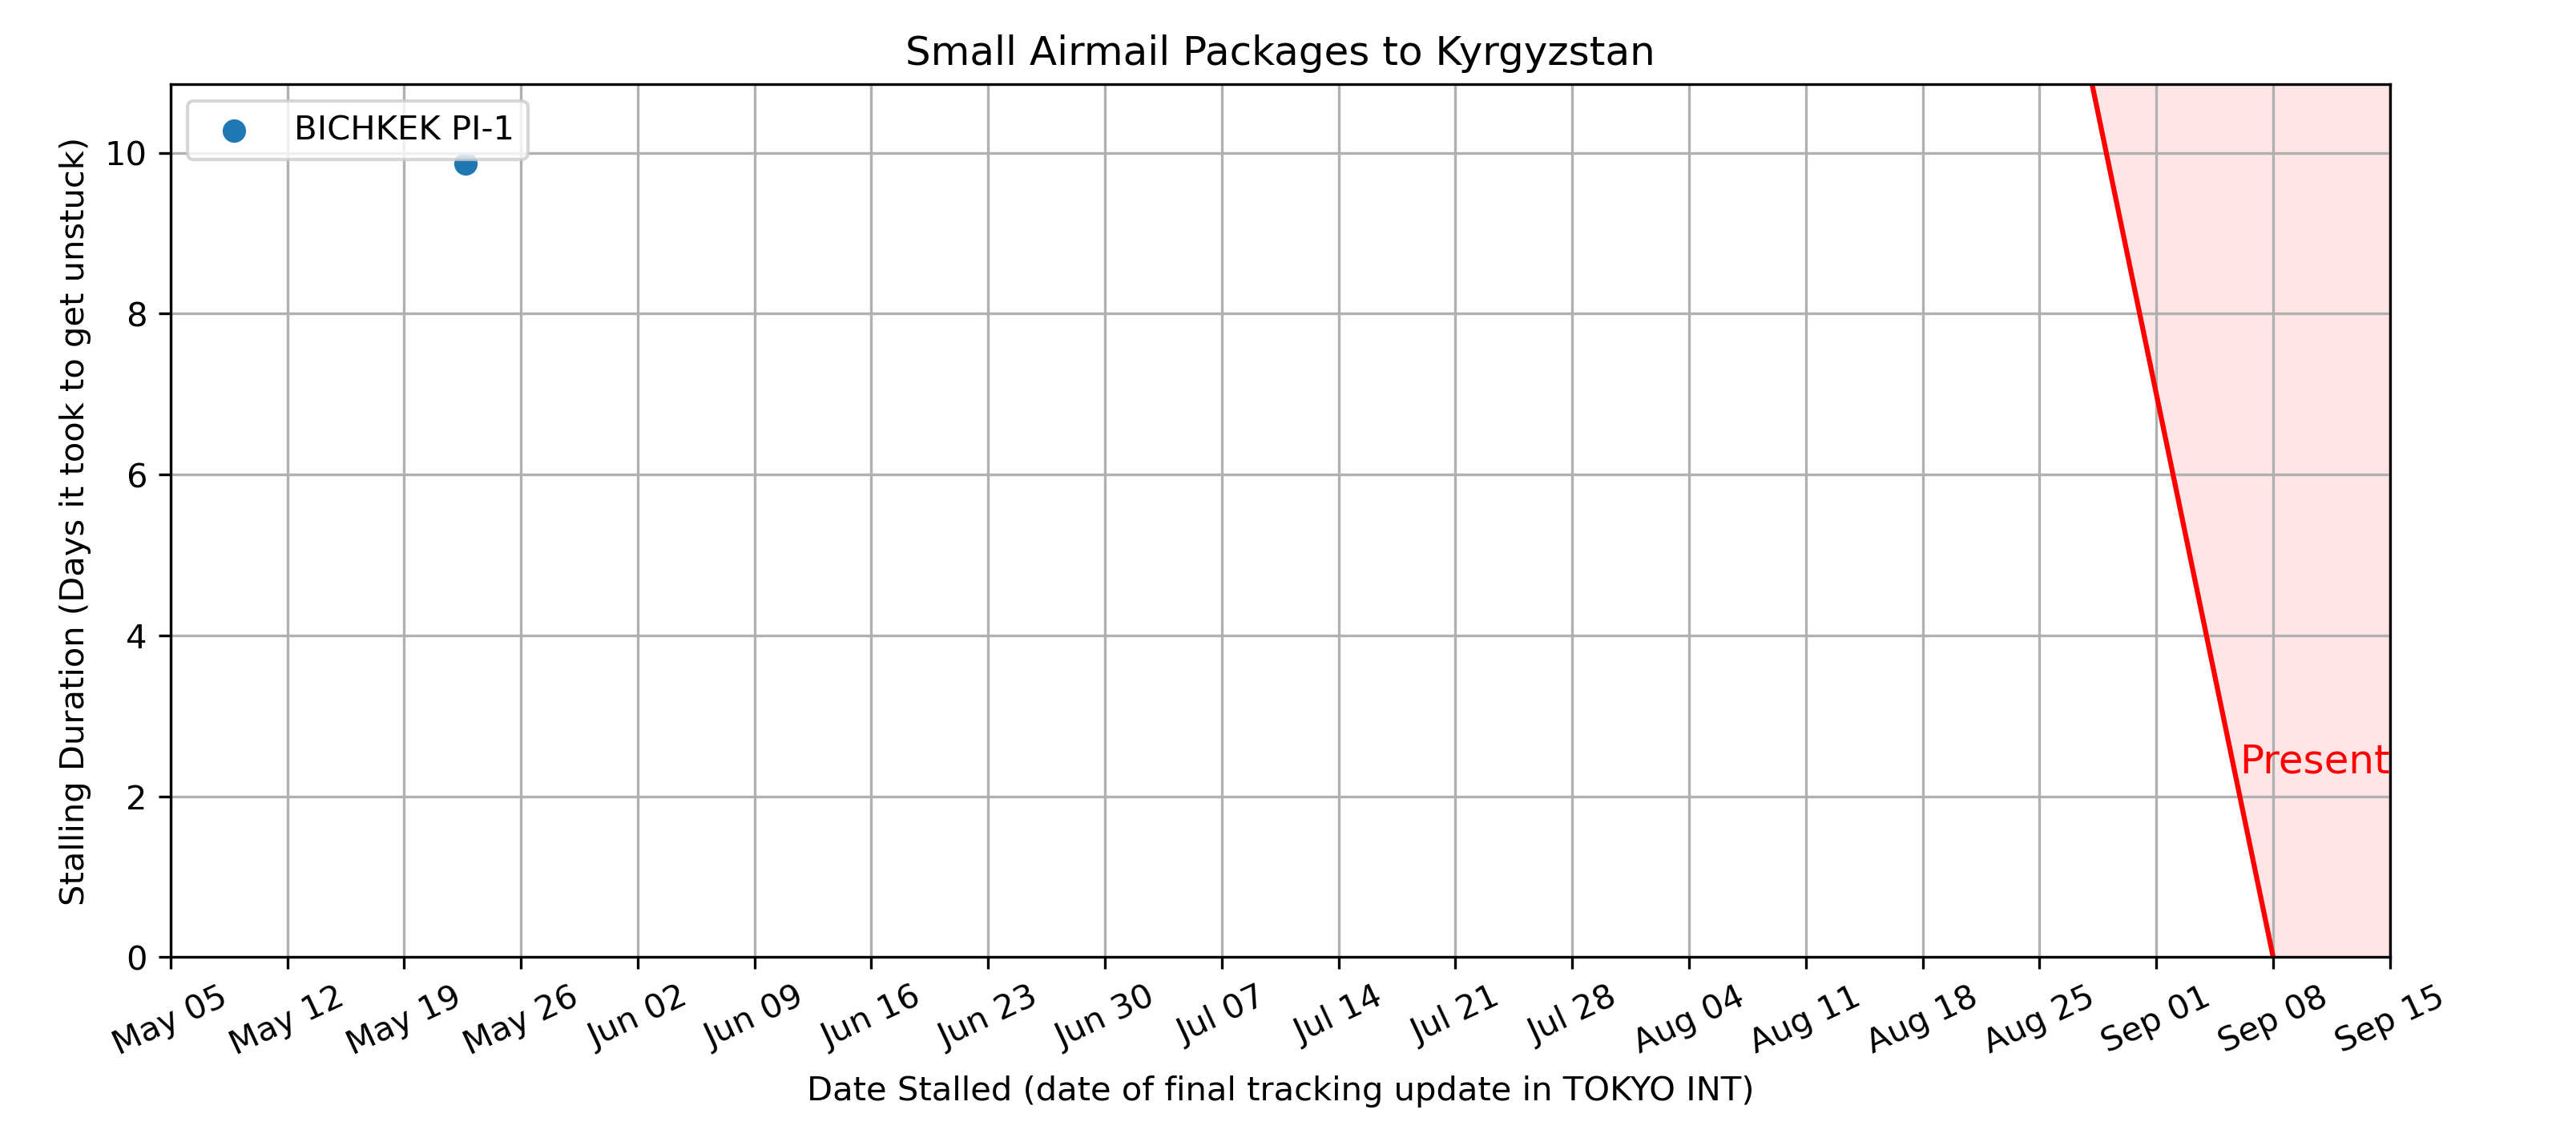 Small Airmail Packages to Kyrgyzstan
BICHKEK PI-1
Stalling Duration (Days it took to get unstuck)
10
8
6
4
2
0
Present
May 05
May 12
May 19
May 26
Jun 02
Jun 09
Jun 16
Jun 23
Jun 30
Jul 07
Jul 14
Jul 21
Jul 28
Aug 04
Aug 11
Aug 18
Aug 25
Sep 01
Sep 08
Sep 15
Date Stalled (date of final tracking update in TOKYO INT)